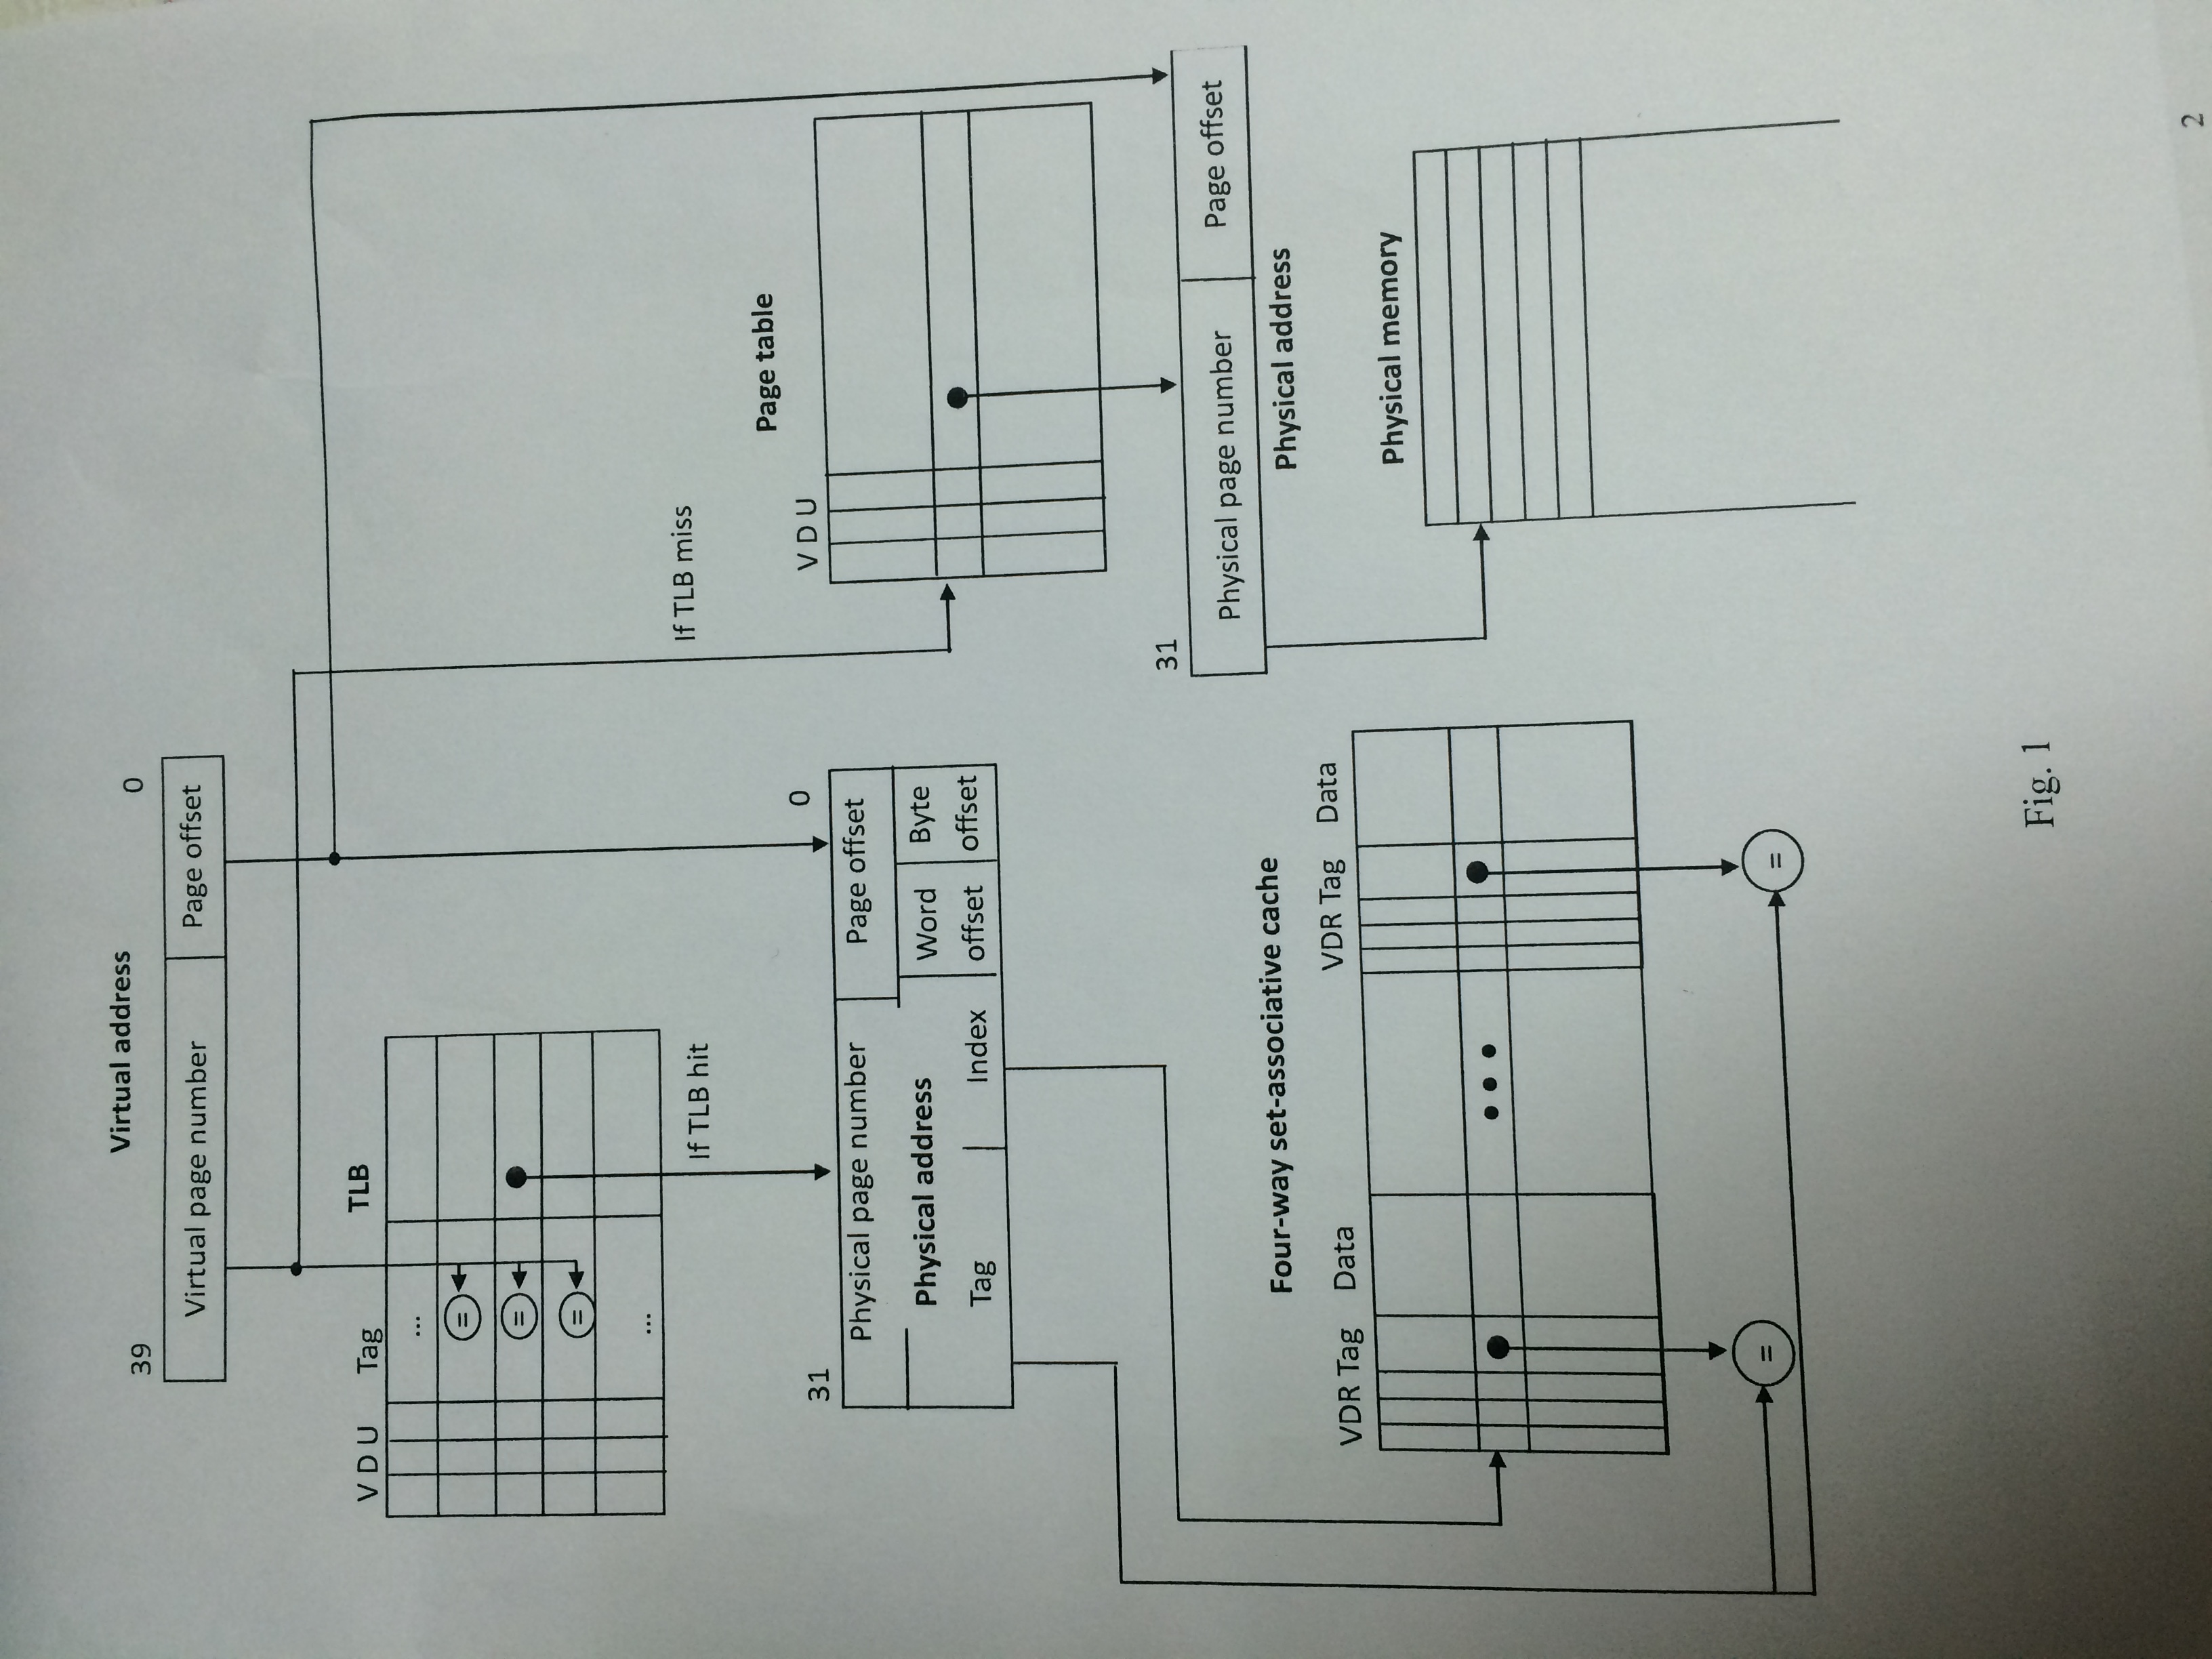 Virtual address
39 0
Virtual page number Page offset
V D U Tag TLB
...
=
=
=
...
If TLB hit
If TLB miss
Page table
V D U
31 0
Physical page number Page offset
Physical address Word Byte
offset offset
Tag Index
31
Physical page number Page offset
Physical address
Four-way set-associative cache
VDR Tag Data VDR Tag Data
Physical memory
= =
Fig. 1
2